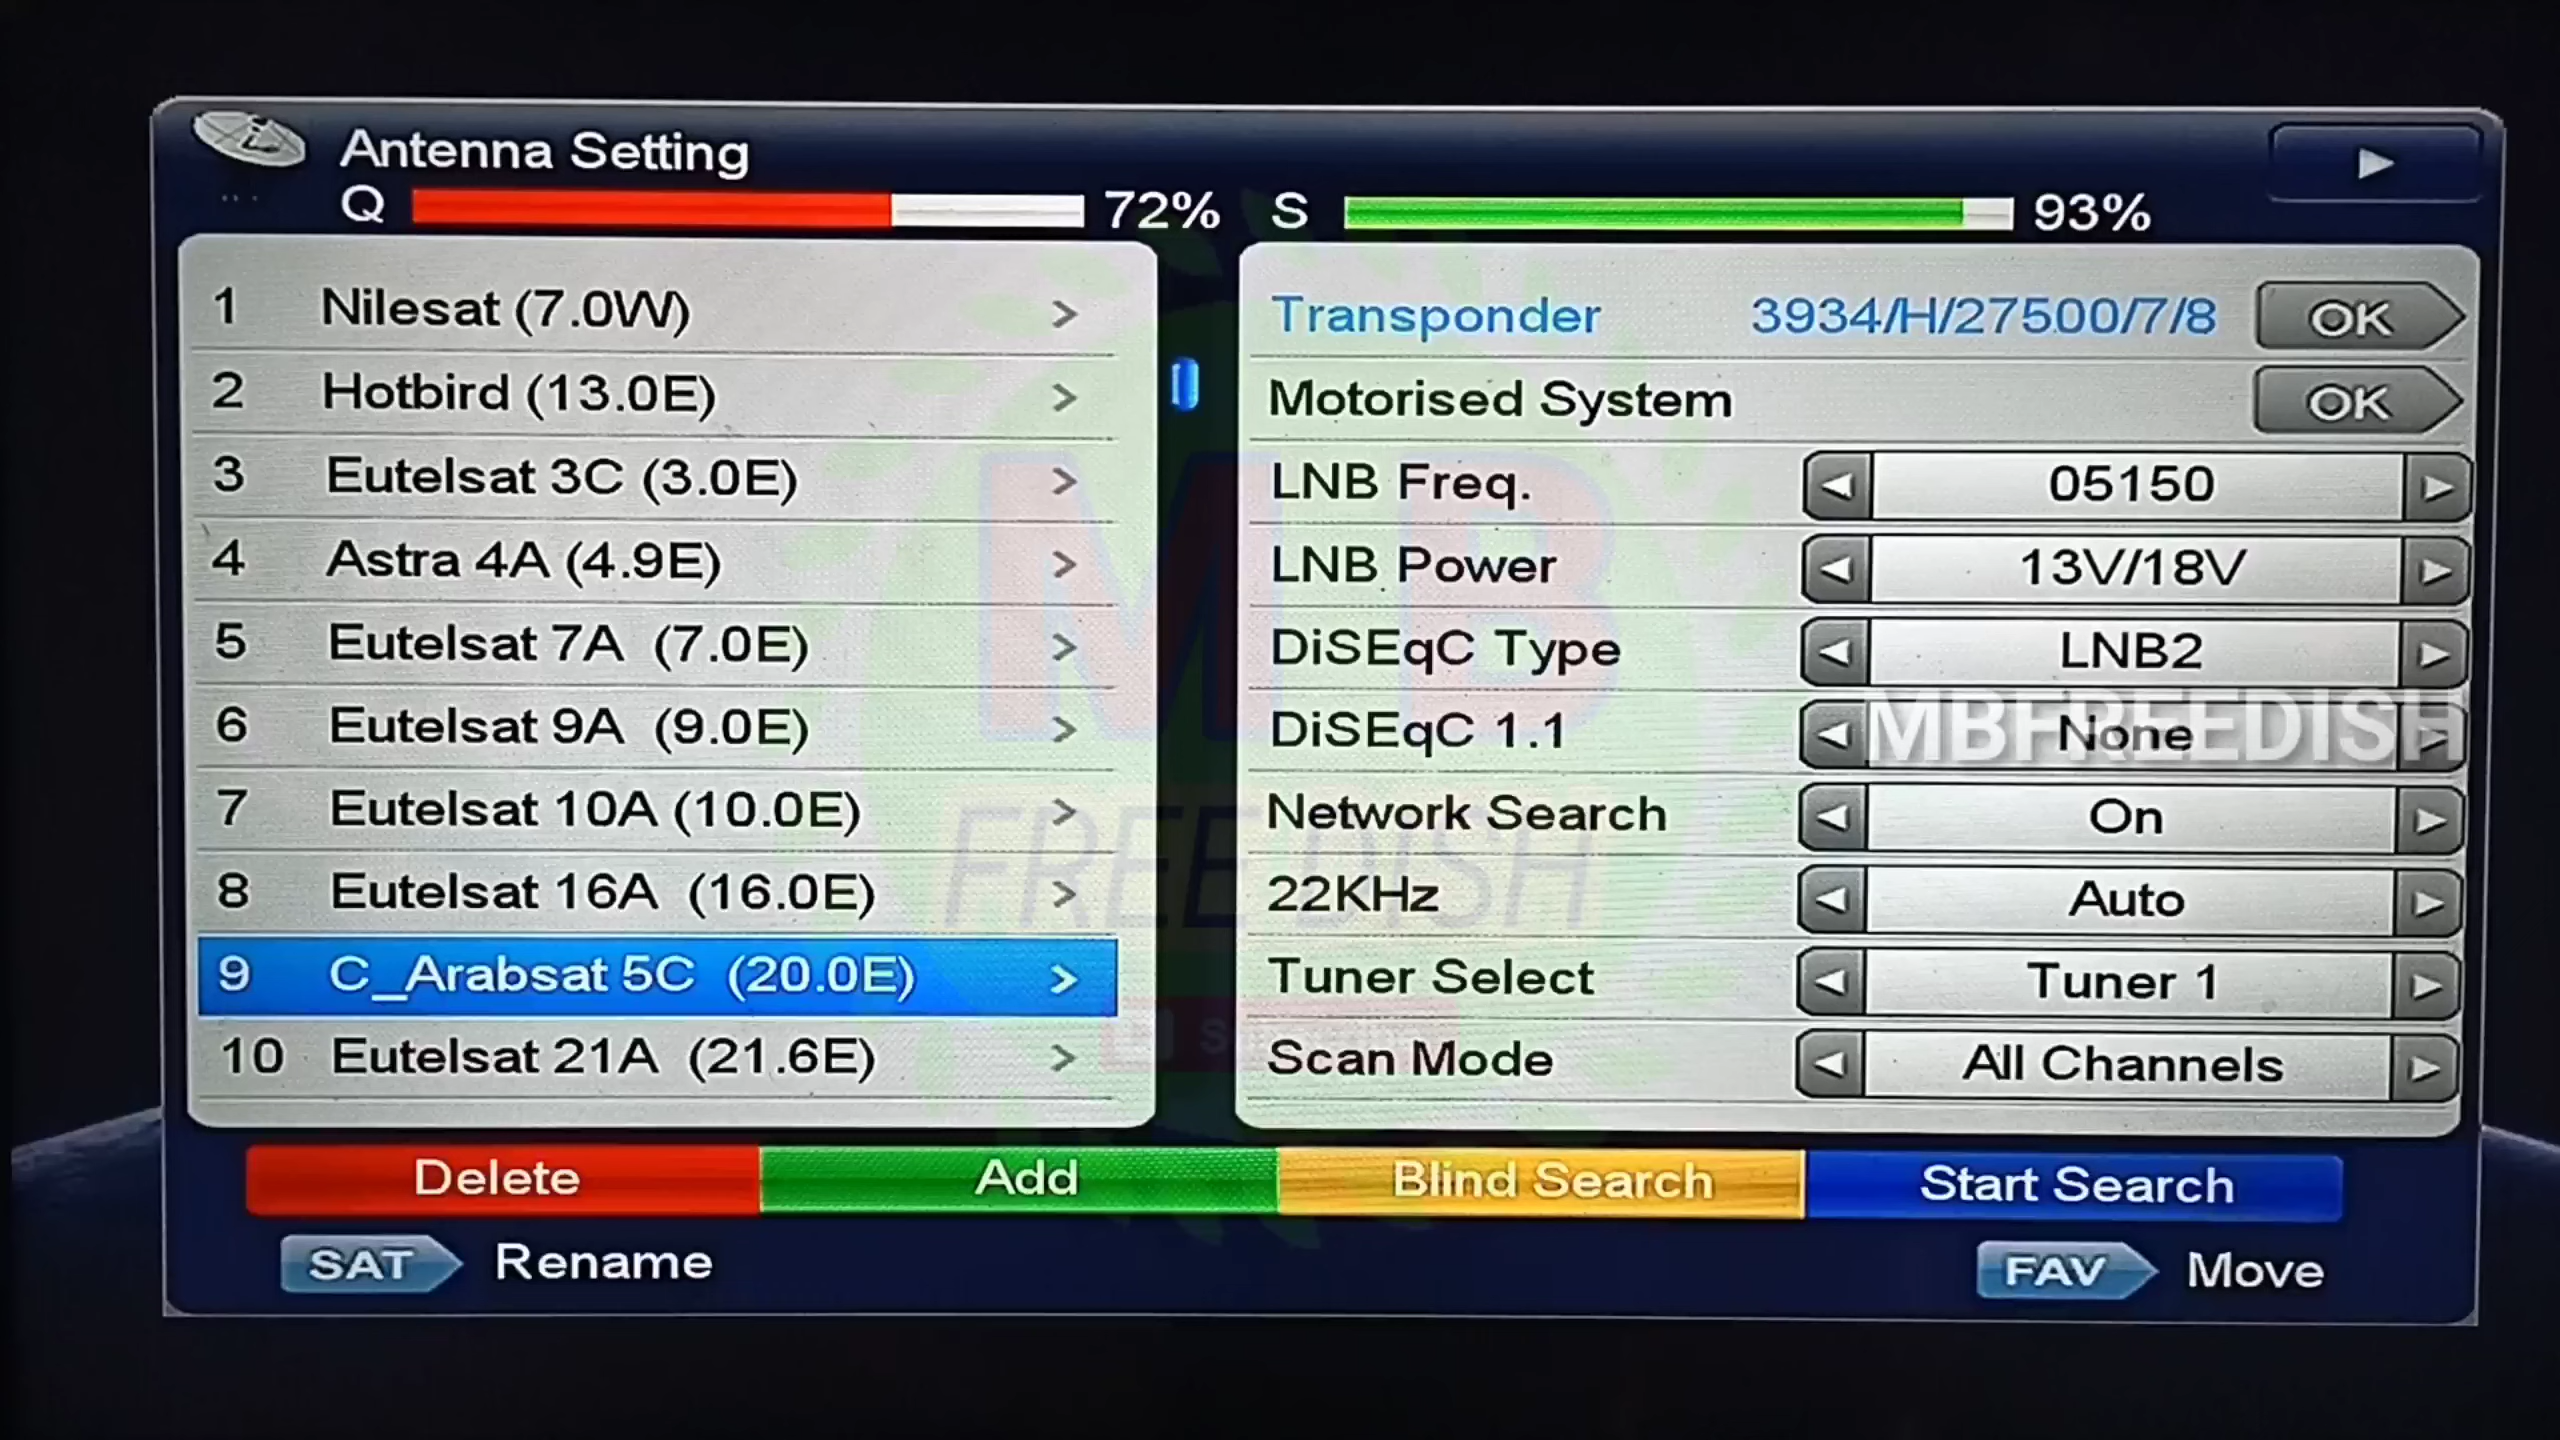 Antenna Setting
Q 72% S 93%
1 Nilesat (7.0W) >
2 Hotbird (13.0E) >
3 Eutelsat 3C (3.0E) >
4 Astra 4A (4.9E) >
5 Eutelsat 7A (7.0E) >
6 Eutelsat 9A (9.0E) >
7 Eutelsat 10A (10.0E) >
8 Eutelsat 16A (16.0E) >
9 C_Arabsat 5C (20.0E) >
10 Eutelsat 21A (21.6E) >
Transponder 3934/H/27500/7/8 OK
Motorised System OK
LNB Freq. 05150
LNB Power 13V/18V
DiSEqC Type LNB2
DiSEqC 1.1 None
MBFREEDISH
Network Search On
22KHz Auto
Tuner Select Tuner 1
Scan Mode All Channels
MB
FREE DISH
Delete Add Blind Search Start Search
SAT Rename FAV Move